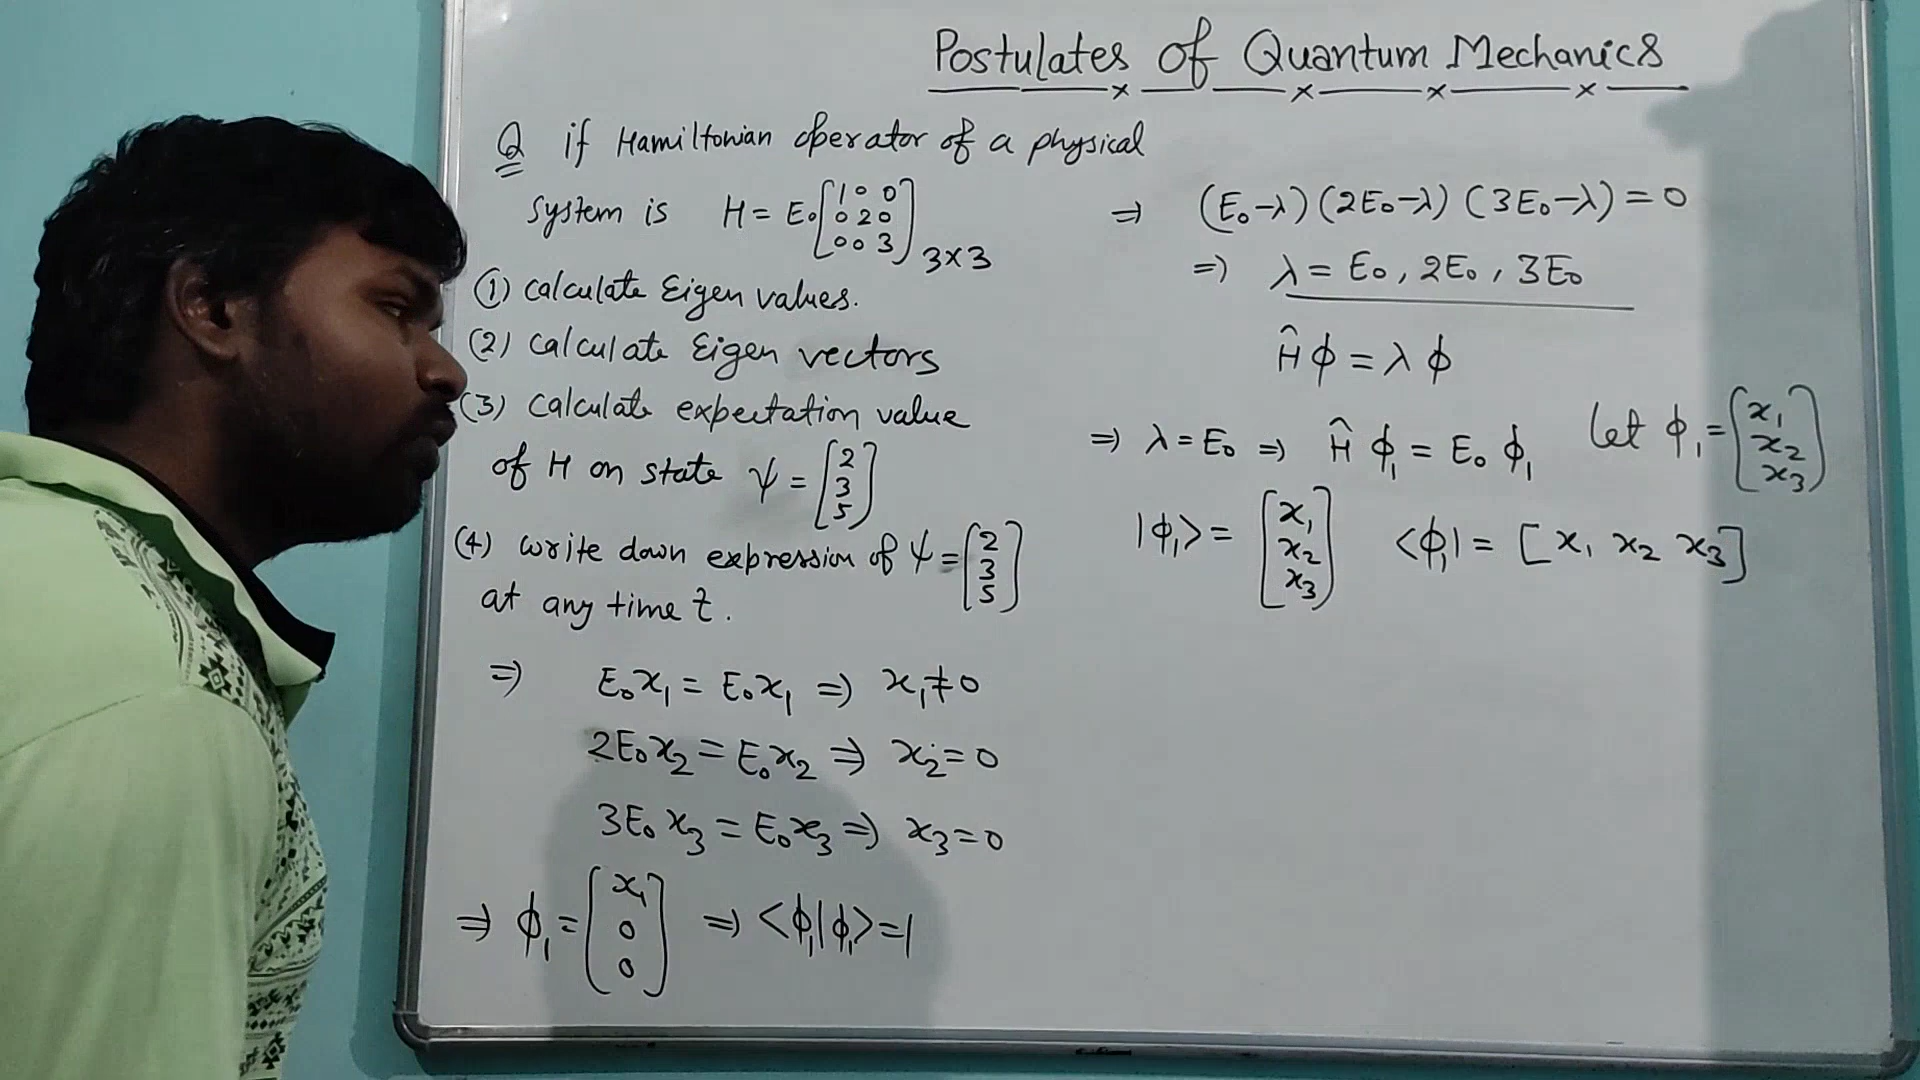 Postulates of Quantum Mechanics
Q if Hamiltonian operator of a physical
system is H = E₀ [1 0 0
0 2 0
0 0 3] 3×3
(1) Calculate Eigen values.
(2) Calculate Eigen vectors
(3) Calculate expectation value
of H on state ψ = [2
3
5]
(4) write down expression of ψ = [2
3
5]
at any time t.
⇒ E₀x₁ = E₀x₁ ⇒ x₁ ≠ 0
2E₀x₂ = E₀x₂ ⇒ x₂ = 0
3E₀x₃ = E₀x₃ ⇒ x₃ = 0
⇒ ϕ₁ = [x₁
0
0] ⇒ <ϕ₁|ϕ₁> = 1
⇒ (E₀-λ)(2E₀-λ)(3E₀-λ) = 0
⇒ λ = E₀, 2E₀, 3E₀
Ĥϕ = λϕ
⇒ λ = E₀ ⇒ Ĥϕ₁ = E₀ϕ₁ let ϕ₁ = [x₁
x₂
x₃]
|ϕ₁> = [x₁
x₂
x₃] <ϕ₁| = [x₁ x₂ x₃]